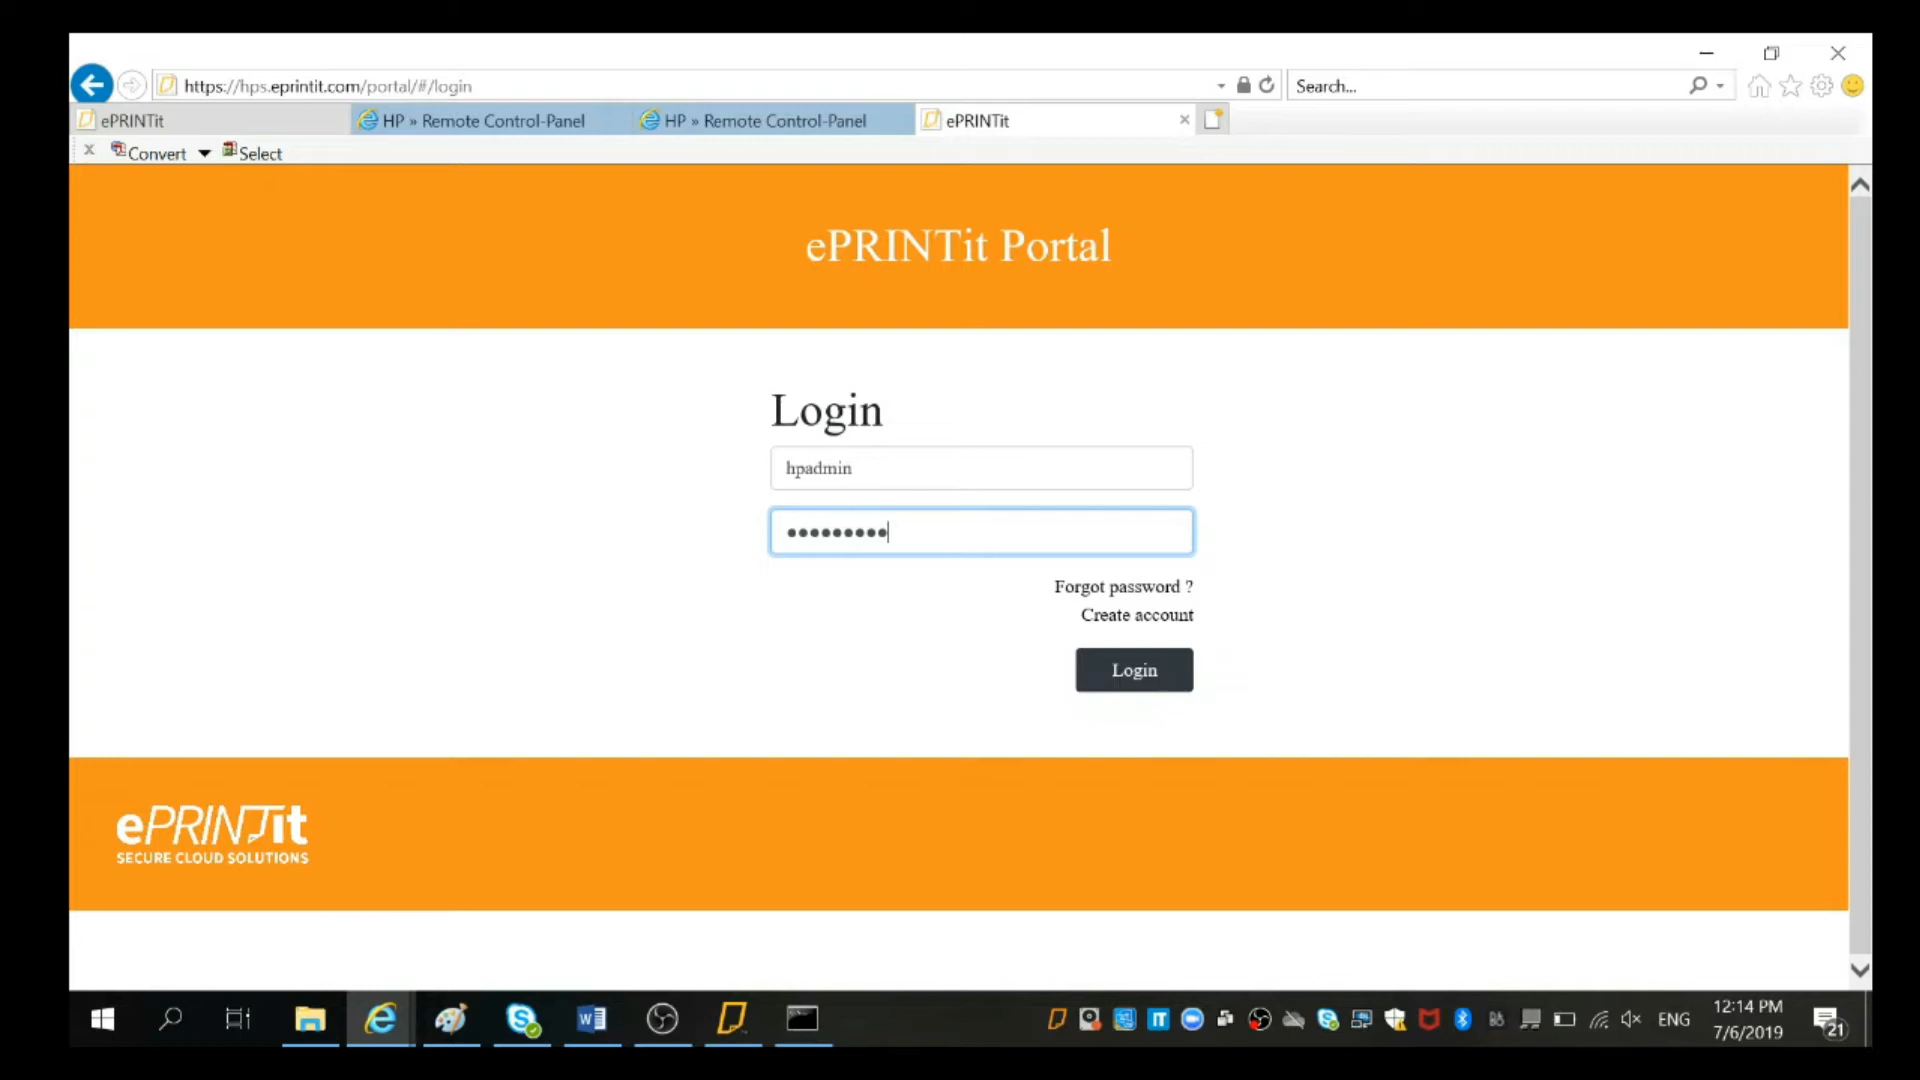 https://hps.eprintit.com/portal/#/login
Search...
ePRINTit
HP » Remote Control-Panel
HP » Remote Control-Panel
ePRINTit
Convert
Select
ePRINTit Portal
Login
hpadmin
•••••••••
Forgot password ?
Create account
Login
ePRINTit
SECURE CLOUD SOLUTIONS
ENG
12:14 PM
7/6/2019
21